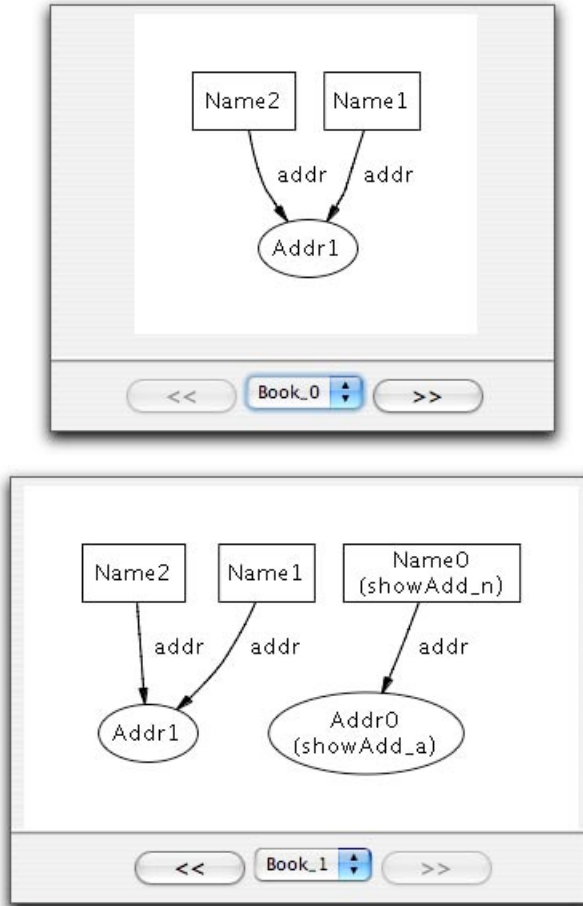 Name2 Name1
addr addr
Addr1
<< Book_0 >>
Name2 Name1 Name0
(showAdd_n)
addr addr addr
Addr1 Addr0
(showAdd_a)
<< Book_1 >>